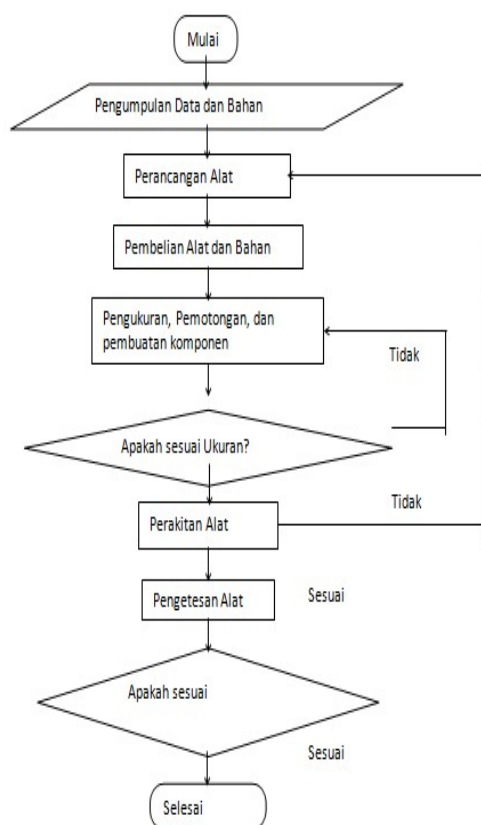 Mulai
Pengumpulan Data dan Bahan
Perancangan Alat
Pembelian Alat dan Bahan
Pengukuran, Pemotongan, dan
pembuatan komponen
Tidak
Apakah sesuai Ukuran?
Tidak
Perakitan Alat
Pengetesan Alat
Sesuai
Apakah sesuai
Sesuai
Selesai